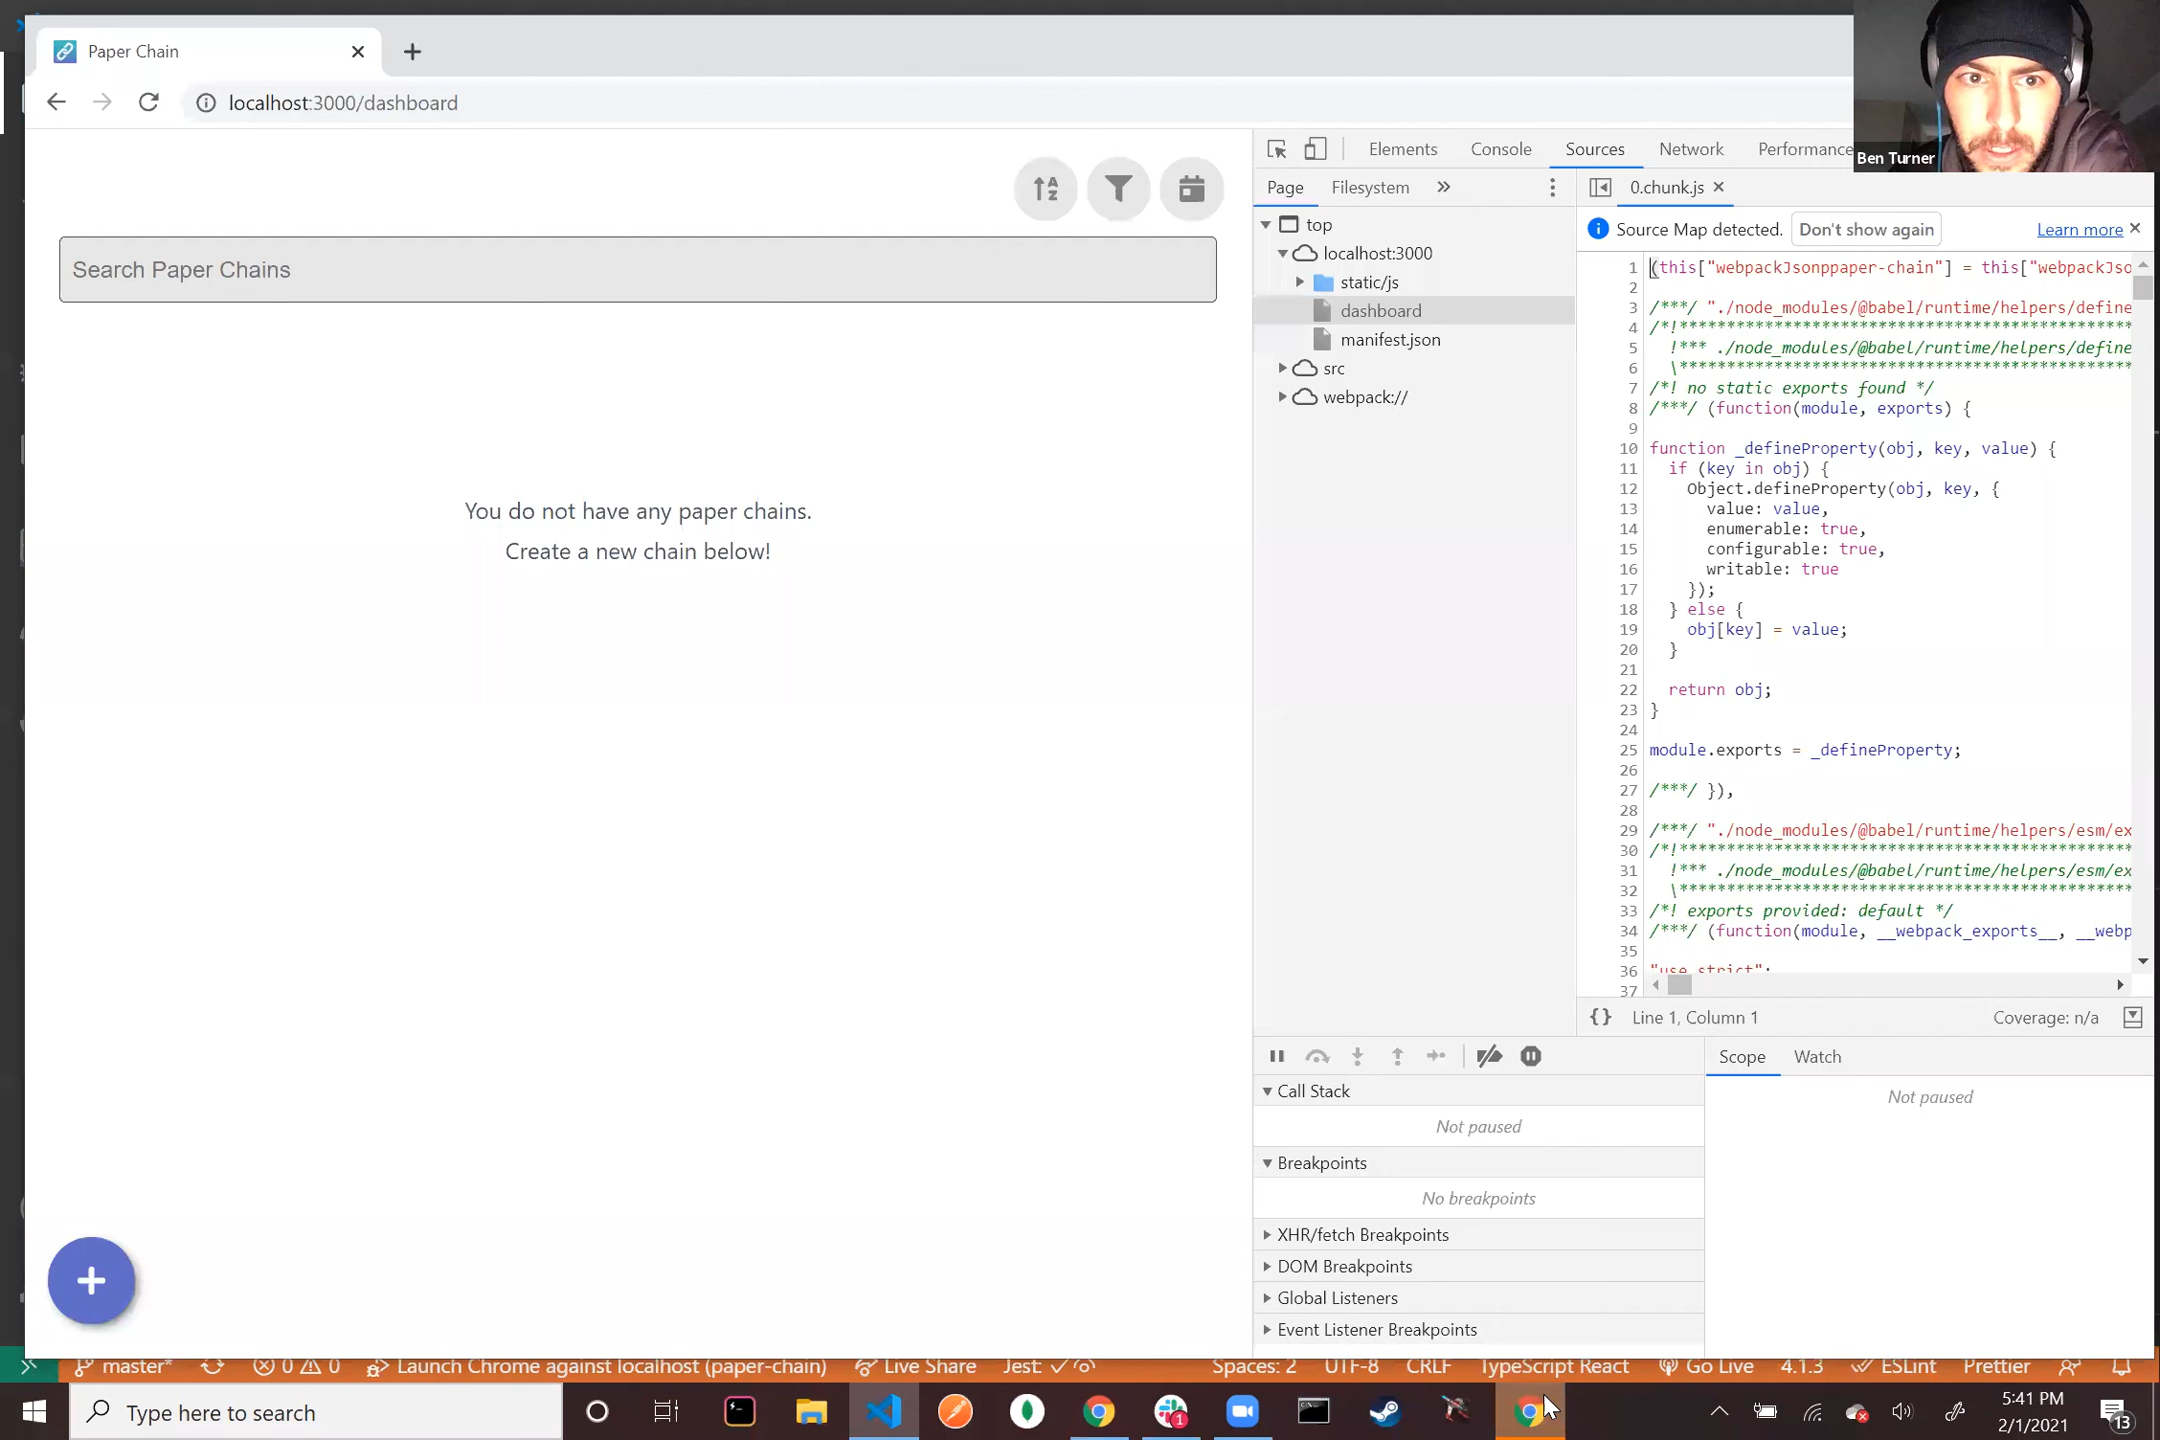 Paper Chain
localhost:3000/dashboard
Ben Turner
Search Paper Chains
You do not have any paper chains.
Create a new chain below!
Elements Console Sources Network Performance
Page Filesystem »
0.chunk.js
Source Map detected. Don't show again Learn more
top
localhost:3000
static/js
dashboard
manifest.json
src
webpack://
1 (this["webpackJsonppaper-chain"] = this["webpackJso
2
3 /***/ "./node_modules/@babel/runtime/helpers/define
4 /*!************************************************
5 !*** ./node_modules/@babel/runtime/helpers/define
6 \************************************************
7 /*! no static exports found */
8 /***/ (function(module, exports) {
9
10 function _defineProperty(obj, key, value) {
11 if (key in obj) {
12 Object.defineProperty(obj, key, {
13 value: value,
14 enumerable: true,
15 configurable: true,
16 writable: true
17 });
18 } else {
19 obj[key] = value;
20 }
21
22 return obj;
23 }
24
25 module.exports = _defineProperty;
26
27 /***/ }),
28
29 /***/ "./node_modules/@babel/runtime/helpers/esm/ex
30 /*!************************************************
31 !*** ./node_modules/@babel/runtime/helpers/esm/ex
32 \************************************************
33 /*! exports provided: default */
34 /***/ (function(module, __webpack_exports__, __webp
35
36 "use strict";
37
{} Line 1, Column 1 Coverage: n/a
Scope Watch
Not paused
Call Stack
Not paused
Breakpoints
No breakpoints
XHR/fetch Breakpoints
DOM Breakpoints
Global Listeners
Event Listener Breakpoints
master* 0 0 Launch Chrome against localhost (paper-chain) Live Share Jest: Spaces: 2 UTF-8 CRLF TypeScript React Go Live 4.1.3 ESLint Prettier
Type here to search
1
5:41 PM
2/1/2021
13